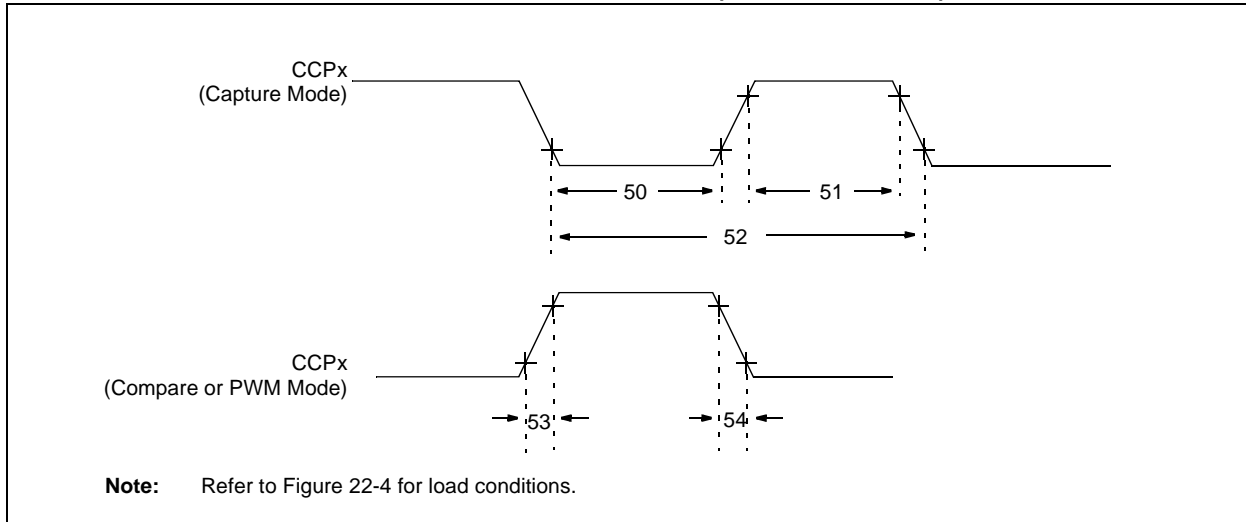 CCPx
(Capture Mode)
50
51
52
CCPx
(Compare or PWM Mode)
53
54
Note: Refer to Figure 22-4 for load conditions.